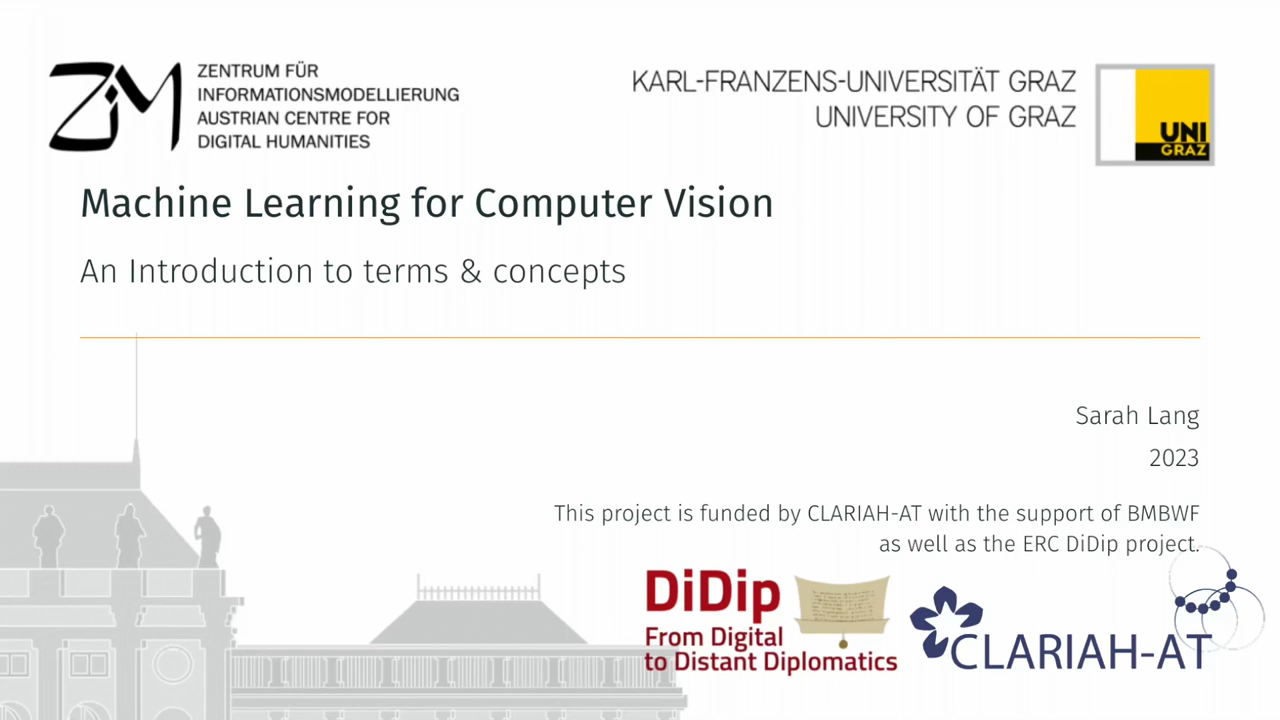 ZiM
ZENTRUM FÜR
INFORMATIONSMODELLIERUNG
AUSTRIAN CENTRE FOR
DIGITAL HUMANITIES
KARL-FRANZENS-UNIVERSITÄT GRAZ
UNIVERSITY OF GRAZ
UNI
GRAZ
Machine Learning for Computer Vision
An Introduction to terms & concepts
Sarah Lang
2023
This project is funded by CLARIAH-AT with the support of BMBWF
as well as the ERC DiDip project.
DiDip
From Digital
to Distant Diplomatics
CLARIAH-AT